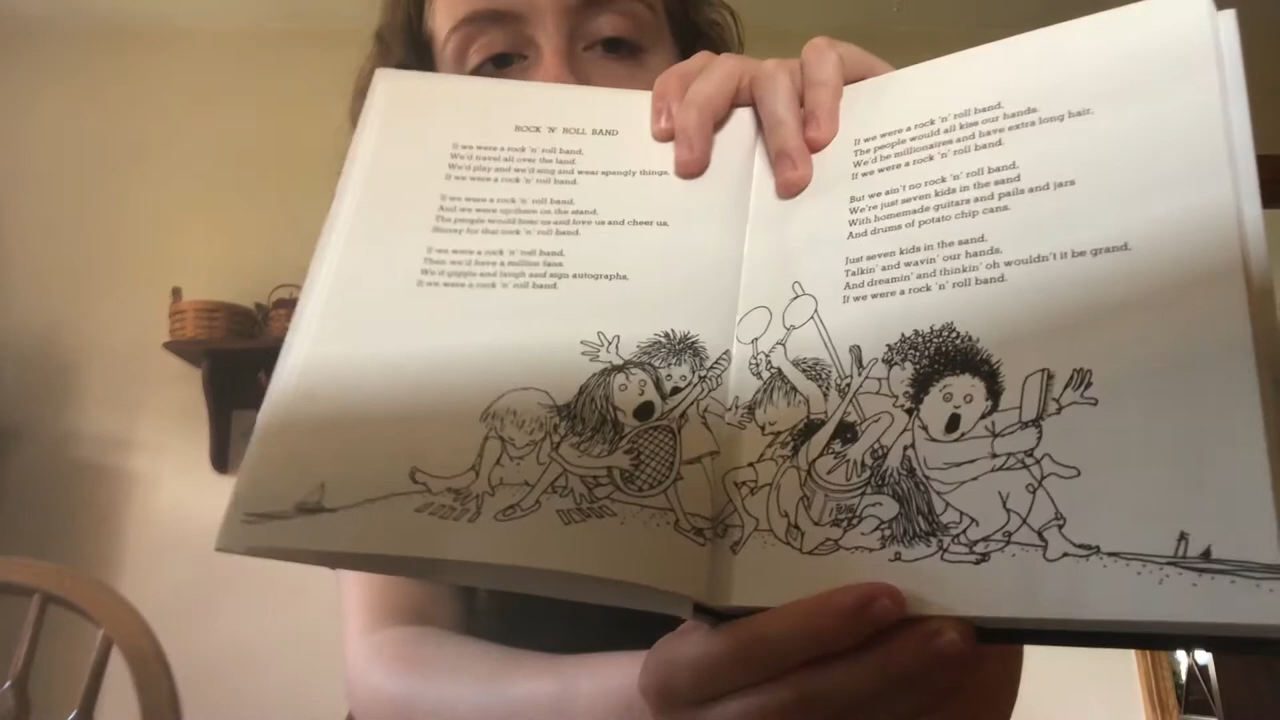 ROCK 'N' ROLL BAND
If we were a rock 'n' roll band,
We'd travel all over the land.
We'd play and we'd sing and wear spangly things,
If we were a rock 'n' roll band.
If we were a rock 'n' roll band,
And we were up there on the stand,
The people would hear us and love us and cheer us,
Hurray for that rock 'n' roll band.
If we were a rock 'n' roll band,
Then we'd have a million fans.
We'd giggle and laugh and sign autographs,
If we were a rock 'n' roll band.
If we were a rock 'n' roll band,
The people would all kiss our hands.
We'd be millionaires and have extra long hair,
If we were a rock 'n' roll band.
But we ain't no rock 'n' roll band,
We're just seven kids in the sand
With homemade guitars and pails and jars
And drums of potato chip cans.
Just seven kids in the sand,
Talkin' and wavin' our hands,
And dreamin' and thinkin' oh wouldn't it be grand,
If we were a rock 'n' roll band.